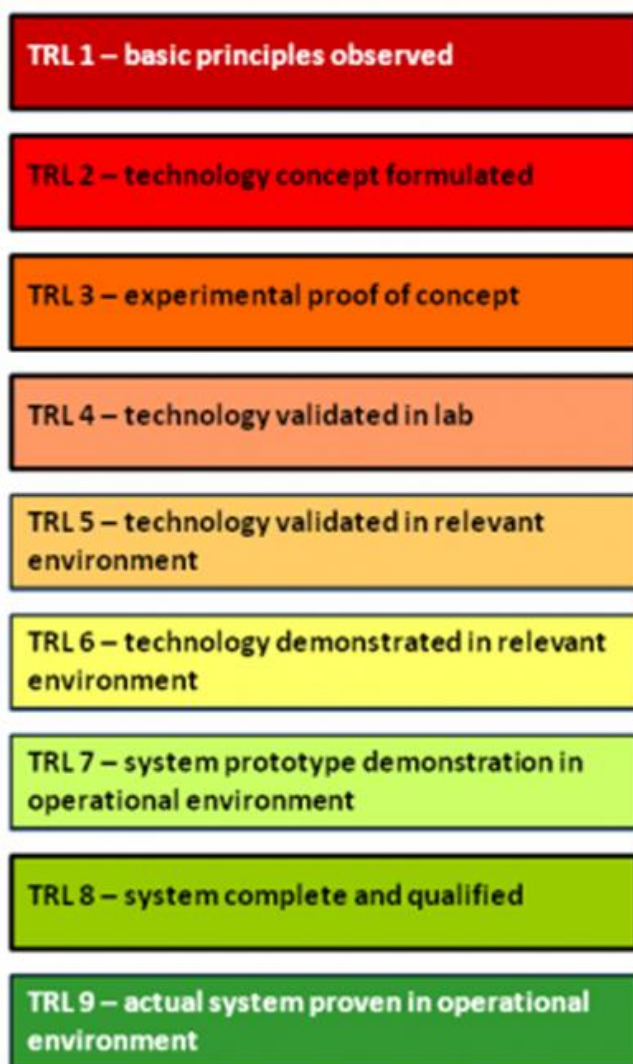 TRL 1 – basic principles observed
TRL 2 – technology concept formulated
TRL 3 – experimental proof of concept
TRL 4 – technology validated in lab
TRL 5 – technology validated in relevant
environment
TRL 6 – technology demonstrated in relevant
environment
TRL 7 – system prototype demonstration in
operational environment
TRL 8 – system complete and qualified
TRL 9 – actual system proven in operational
environment